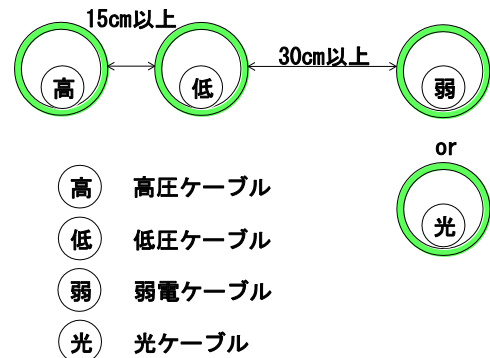 15cm以上
30cm以上
高 低 弱
or
光
高 高圧ケーブル
低 低圧ケーブル
弱 弱電ケーブル
光 光ケーブル